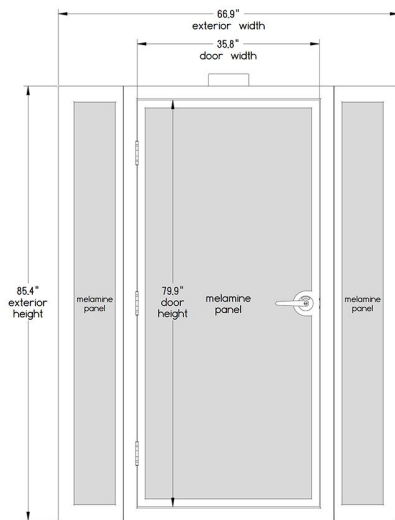 66.9"
exterior width
35.8"
door width
85.4"
exterior
height
79.9"
door
height
melamine
panel
melamine
panel
melamine
panel